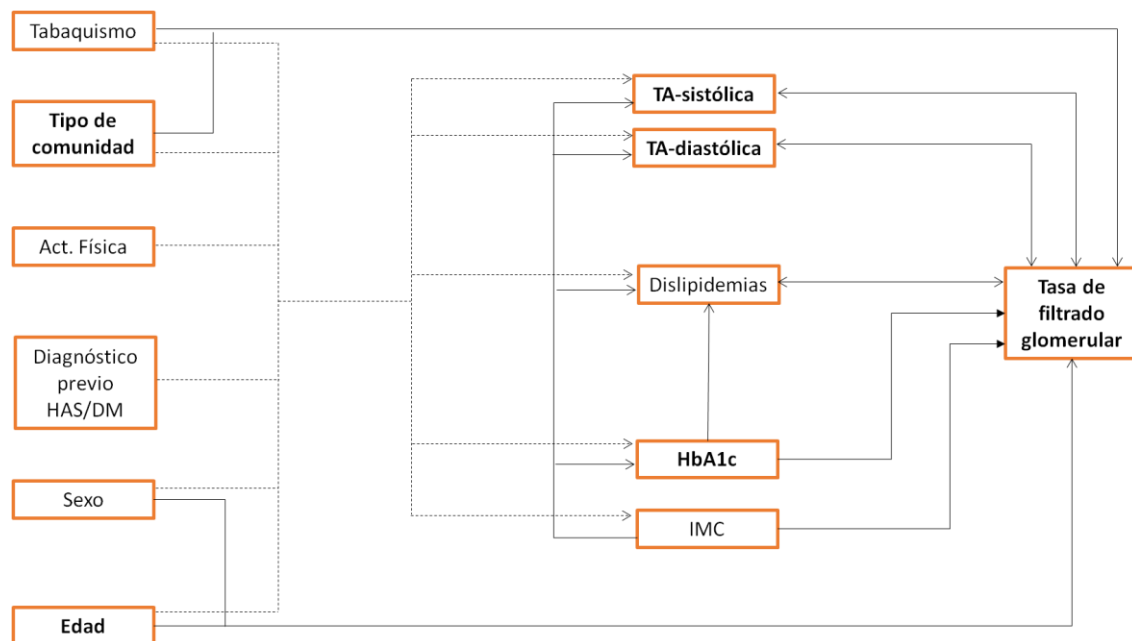 Tabaquismo
Tipo de
comunidad
Act. Física
Diagnóstico
previo
HAS/DM
Sexo
Edad
TA-sistólica
TA-diastólica
Dislipidemias
HbA1c
IMC
Tasa de
filtrado
glomerular